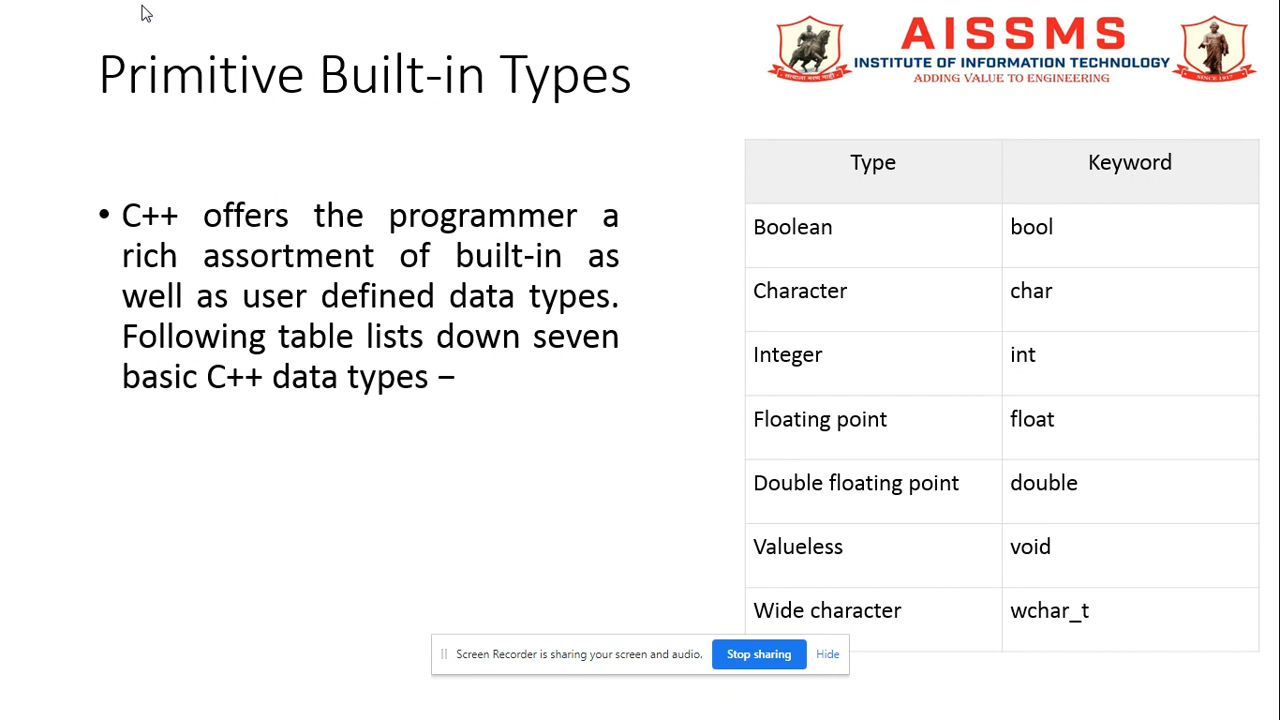 Primitive Built-in Types
AISSMS
INSTITUTE OF INFORMATION TECHNOLOGY
ADDING VALUE TO ENGINEERING
SINCE 1917
• C++ offers the programmer a
rich assortment of built-in as
well as user defined data types.
Following table lists down seven
basic C++ data types −
Type Keyword
Boolean bool
Character char
Integer int
Floating point float
Double floating point double
Valueless void
Wide character wchar_t
Screen Recorder is sharing your screen and audio. Stop sharing Hide